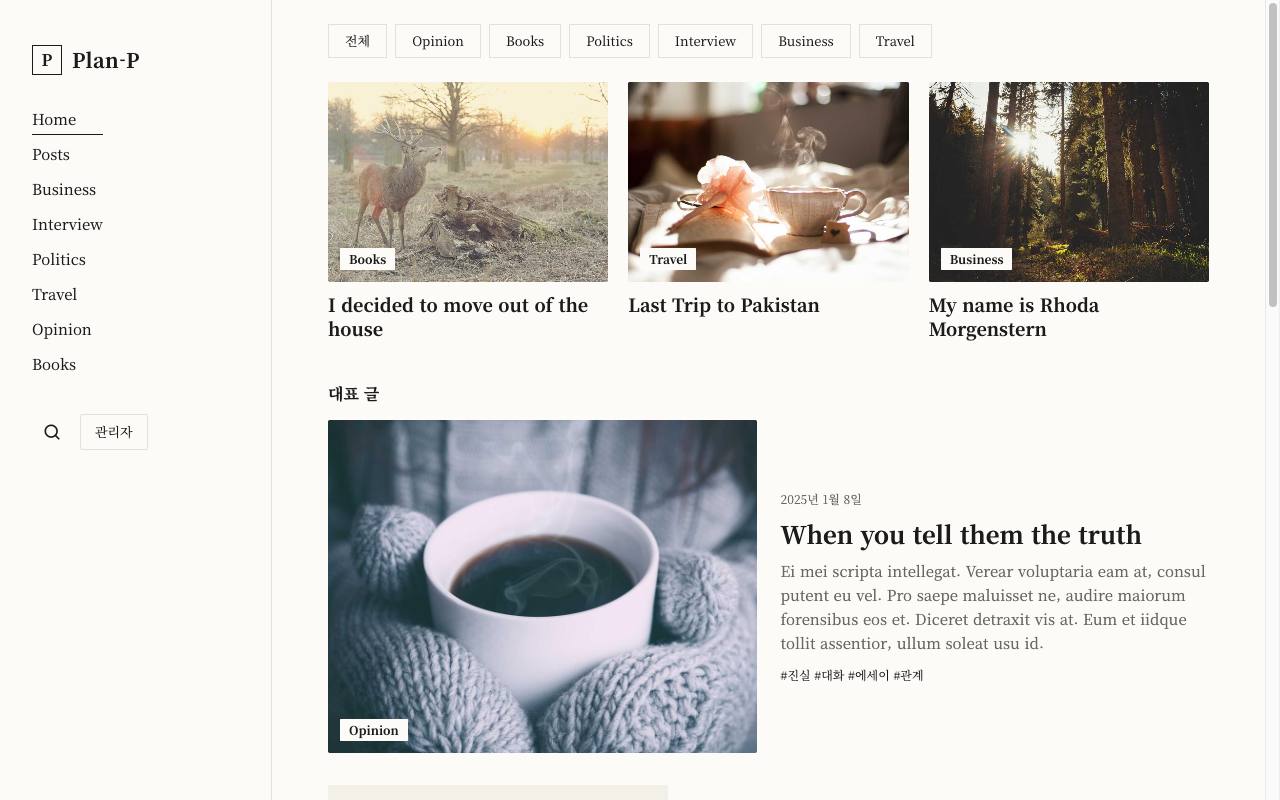 P Plan-P
Home
Posts
Business
Interview
Politics
Travel
Opinion
Books
관리자
전체 Opinion Books Politics Interview Business Travel
Books
I decided to move out of the
house
Travel
Last Trip to Pakistan
Business
My name is Rhoda
Morgenstern
대표 글
Opinion
2025년 1월 8일
When you tell them the truth
Ei mei scripta intellegat. Verear voluptaria eam at, consul
putent eu vel. Pro saepe maluisset ne, audire maiorum
forensibus eos et. Diceret detraxit vis at. Eum et iidque
tollit assentior, ullum soleat usu id.
#진실 #대화 #에세이 #관계